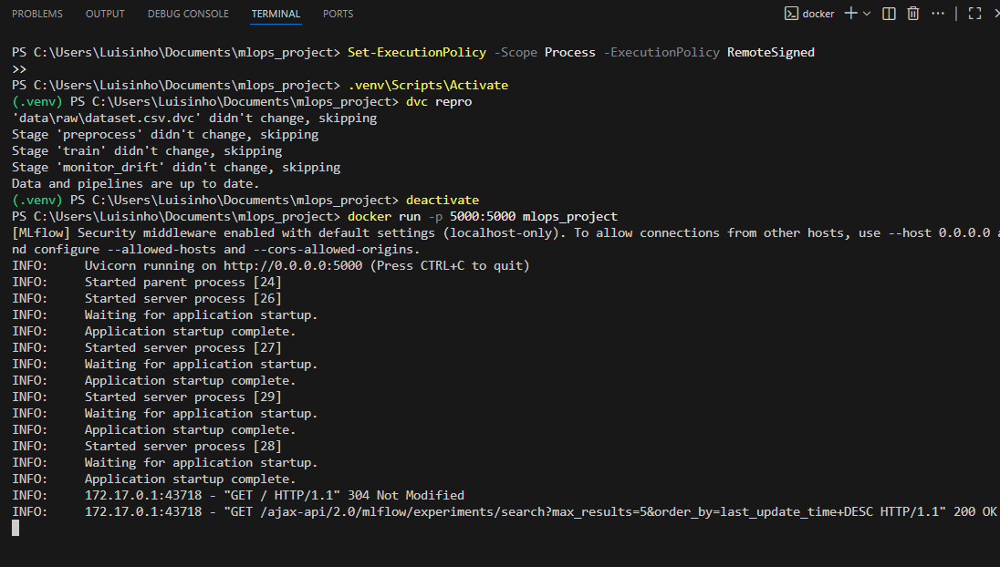 PROBLEMS OUTPUT DEBUG CONSOLE TERMINAL PORTS docker
PS C:\Users\Luisinho\Documents\mlops_project> Set-ExecutionPolicy -Scope Process -ExecutionPolicy RemoteSigned
>>
PS C:\Users\Luisinho\Documents\mlops_project> .venv\Scripts\Activate
(.venv) PS C:\Users\Luisinho\Documents\mlops_project> dvc repro
'data\raw\dataset.csv.dvc' didn't change, skipping
Stage 'preprocess' didn't change, skipping
Stage 'train' didn't change, skipping
Stage 'monitor_drift' didn't change, skipping
Data and pipelines are up to date.
(.venv) PS C:\Users\Luisinho\Documents\mlops_project> deactivate
PS C:\Users\Luisinho\Documents\mlops_project> docker run -p 5000:5000 mlops_project
[MLflow] Security middleware enabled with default settings (localhost-only). To allow connections from other hosts, use --host 0.0.0.0 a
nd configure --allowed-hosts and --cors-allowed-origins.
INFO:     Uvicorn running on http://0.0.0.0:5000 (Press CTRL+C to quit)
INFO:     Started parent process [24]
INFO:     Started server process [26]
INFO:     Waiting for application startup.
INFO:     Application startup complete.
INFO:     Started server process [27]
INFO:     Waiting for application startup.
INFO:     Application startup complete.
INFO:     Started server process [29]
INFO:     Waiting for application startup.
INFO:     Application startup complete.
INFO:     Started server process [28]
INFO:     Waiting for application startup.
INFO:     Application startup complete.
INFO:     172.17.0.1:43718 - "GET / HTTP/1.1" 304 Not Modified
INFO:     172.17.0.1:43718 - "GET /ajax-api/2.0/mlflow/experiments/search?max_results=5&order_by=last_update_time+DESC HTTP/1.1" 200 OK